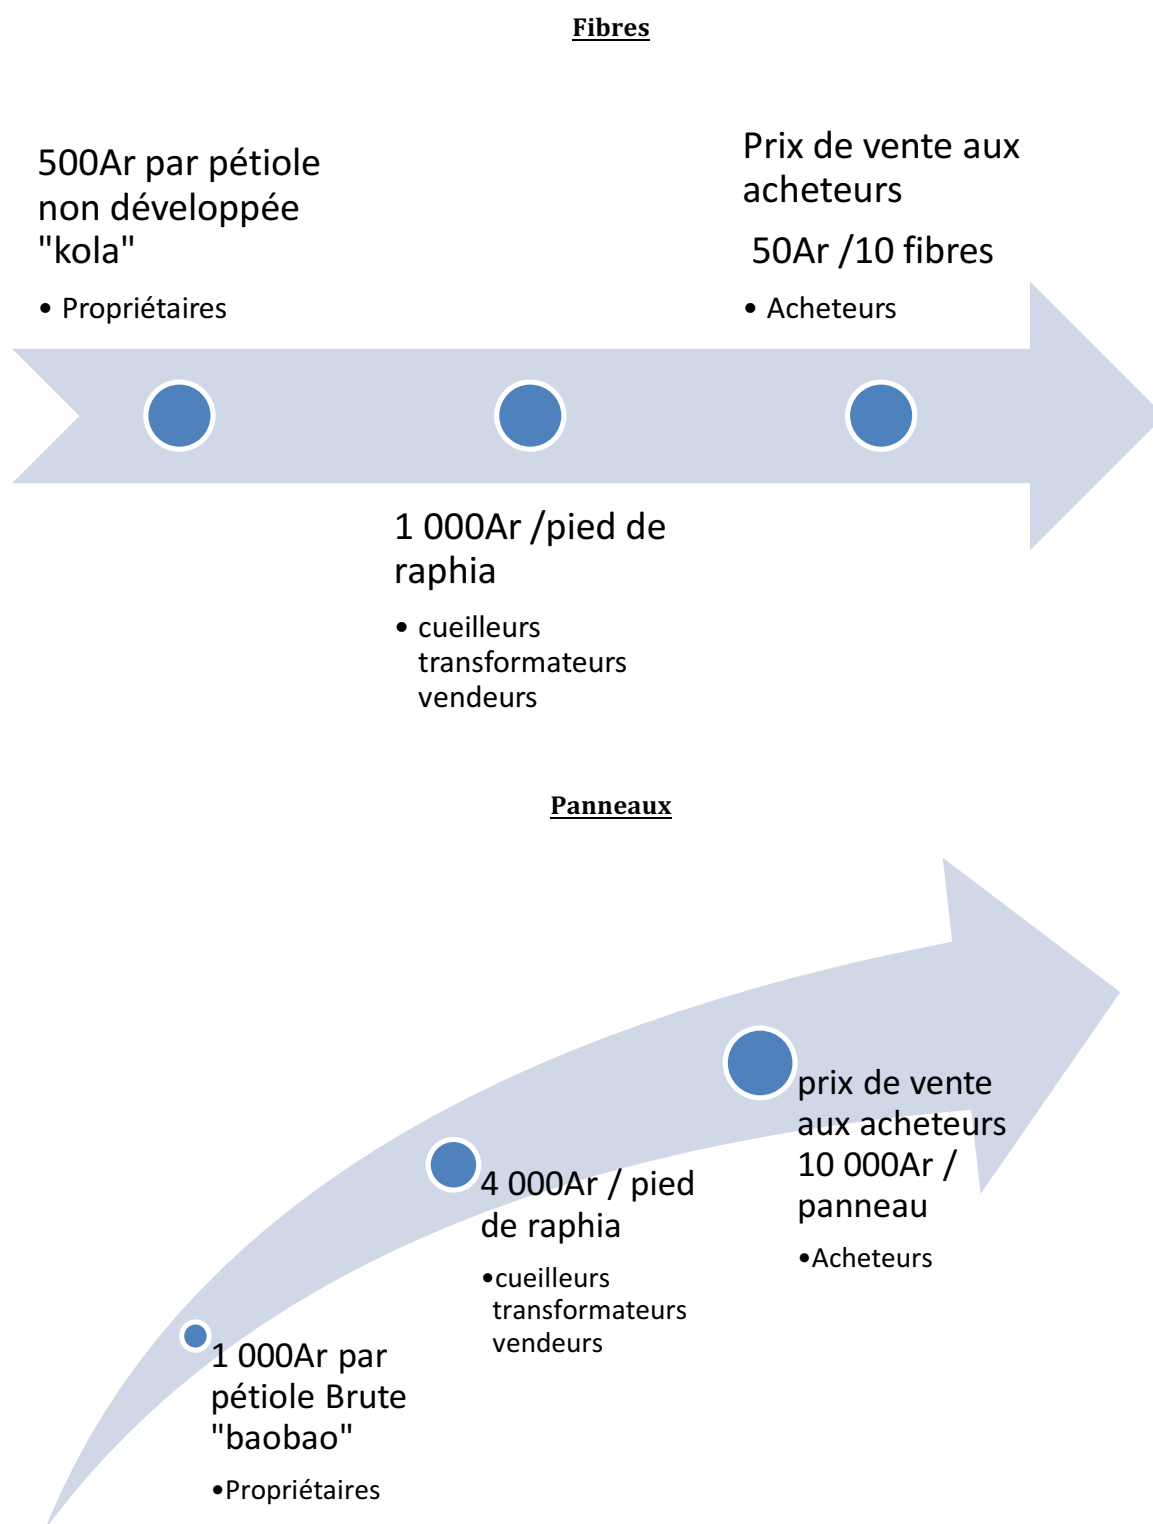 Fibres
500Ar par pétiole
non développée
"kola"
• Propriétaires
1 000Ar /pied de
raphia
• cueilleurs
transformateurs
vendeurs
Prix de vente aux
acheteurs
50Ar /10 fibres
• Acheteurs
Panneaux
1 000Ar par
pétiole Brute
"baobao"
•Propriétaires
4 000Ar / pied
de raphia
•cueilleurs
transformateurs
vendeurs
prix de vente
aux acheteurs
10 000Ar /
panneau
•Acheteurs